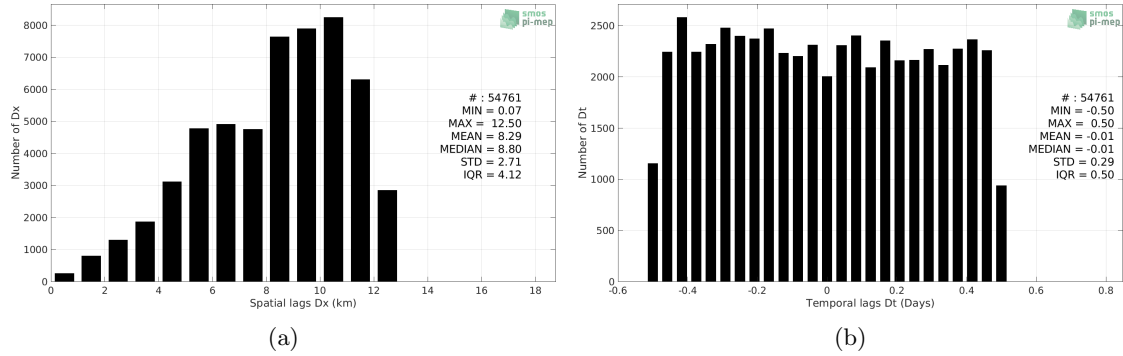 8000
7000
6000
5000
4000
3000
2000
1000
0
Number of Dx
0 2 4 6 8 10 12 14 16 18
Spatial lags Dx (km)
smos
pi-mep
# : 54761
MIN = 0.07
MAX = 12.50
MEAN = 8.29
MEDIAN = 8.80
STD = 2.71
IQR = 4.12
(a)
2500
2000
1500
1000
500
0
Number of Dt
-0.6 -0.4 -0.2 0 0.2 0.4 0.6 0.8
Temporal lags Dt (Days)
smos
pi-mep
# : 54761
MIN = -0.50
MAX = 0.50
MEAN = -0.01
MEDIAN = -0.01
STD = 0.29
IQR = 0.50
(b)